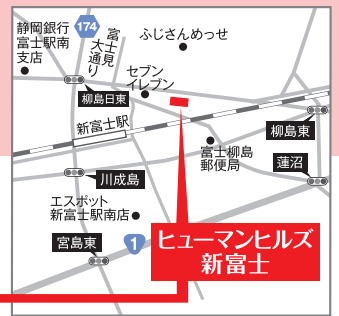 静岡銀行
富士駅南
支店
174
富士見
大通り
ふじさんめっせ
セブン
イレブン
柳島日東
新富士駅
柳島東
富士柳島
郵便局
蓮沼
川成島
エスポット
新富士駅南店
宮島東
1
ヒューマンヒルズ
新富士